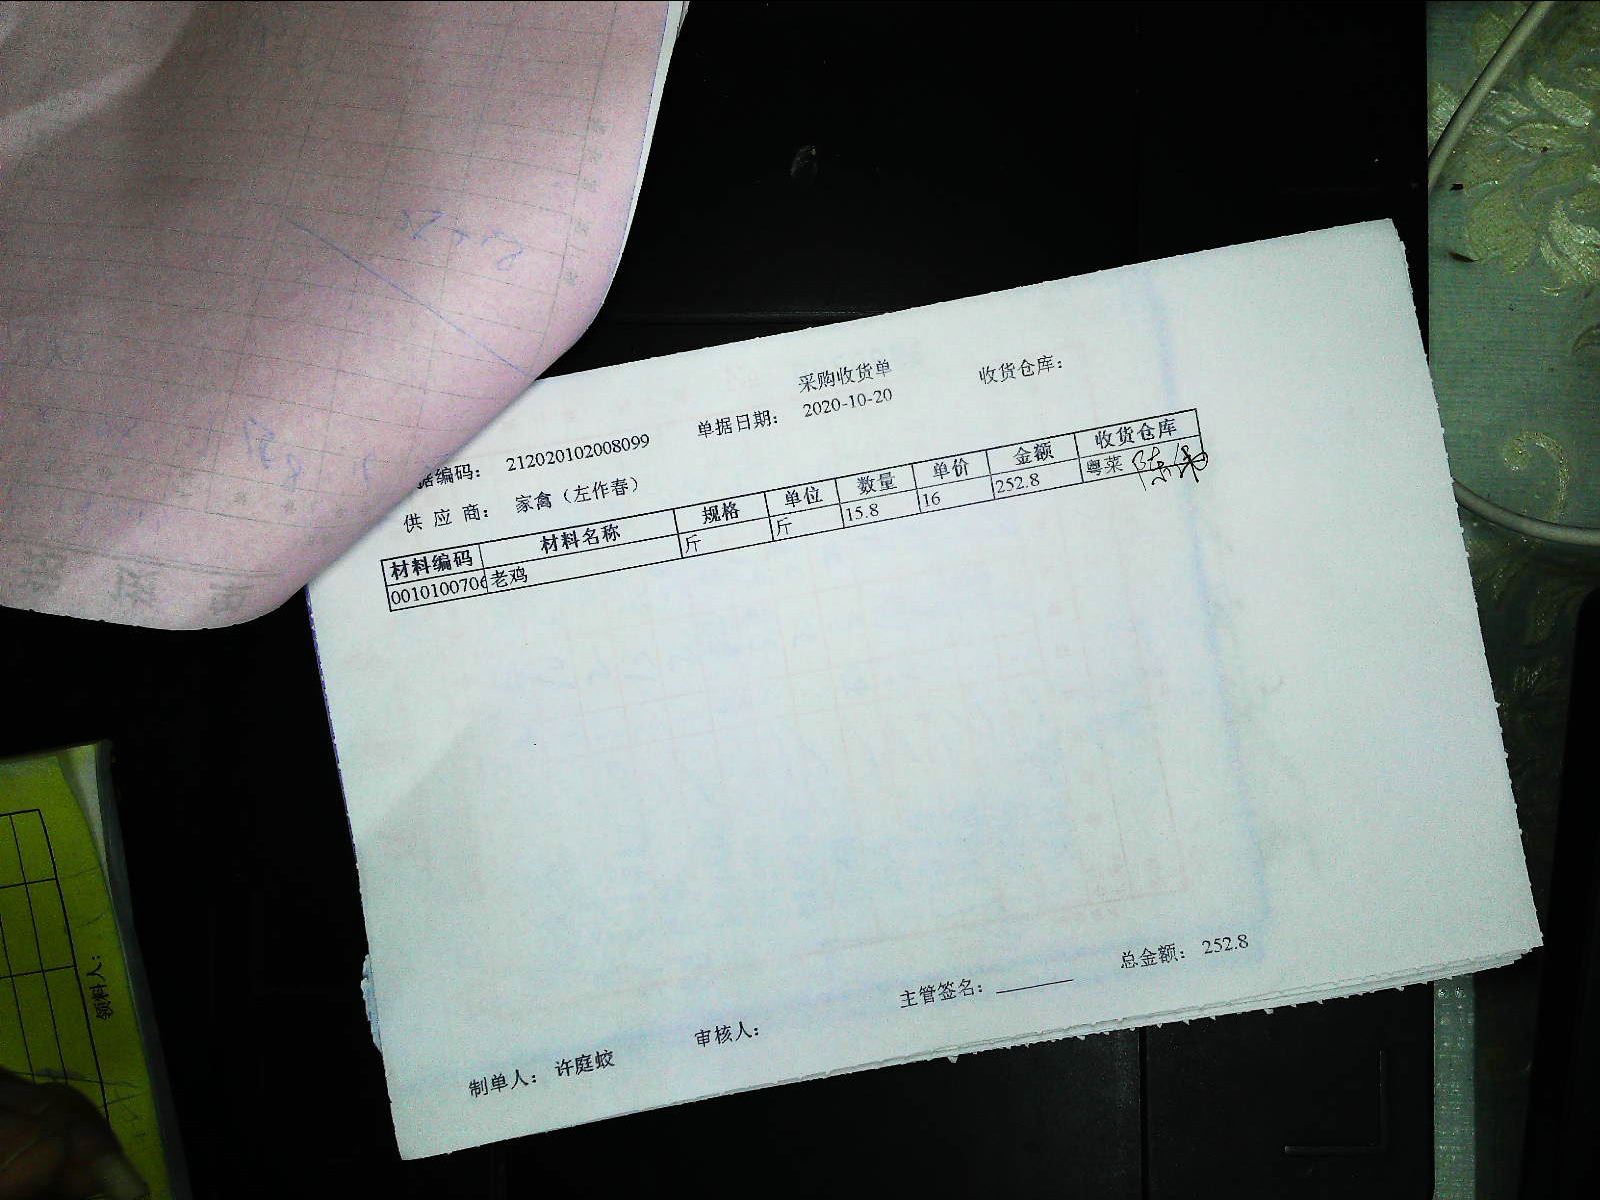 采购收货单
收货仓库：
据编码： 212020102008099 单据日期： 2020-10-20
供 应 商： 家禽（左作春）
材料编码 材料名称 规格 单位 数量 单价 金额 收货仓库
0010100706 老鸡 斤 斤 15.8 16 252.8 粤菜
主管签名： 总金额： 252.8
制单人： 许庭蛟 审核人：
领料人：